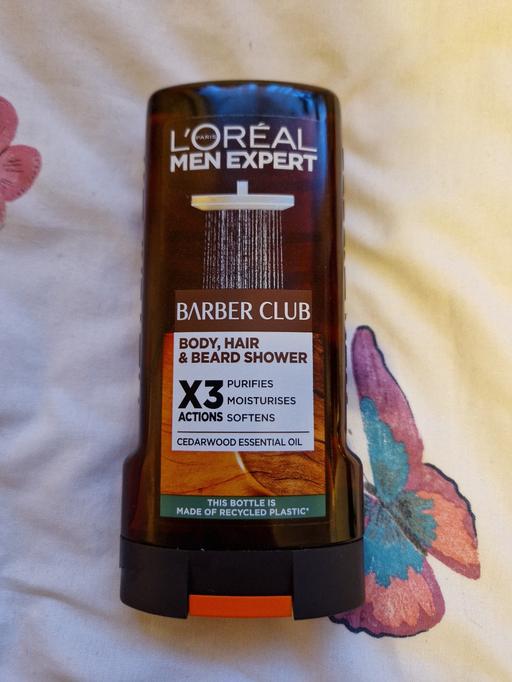 L'ORÉAL
PARIS
MEN EXPERT
BARBER CLUB
BODY, HAIR
& BEARD SHOWER
X3
ACTIONS
PURIFIES
MOISTURISES
SOFTENS
CEDARWOOD ESSENTIAL OIL
THIS BOTTLE IS
MADE OF RECYCLED PLASTIC*